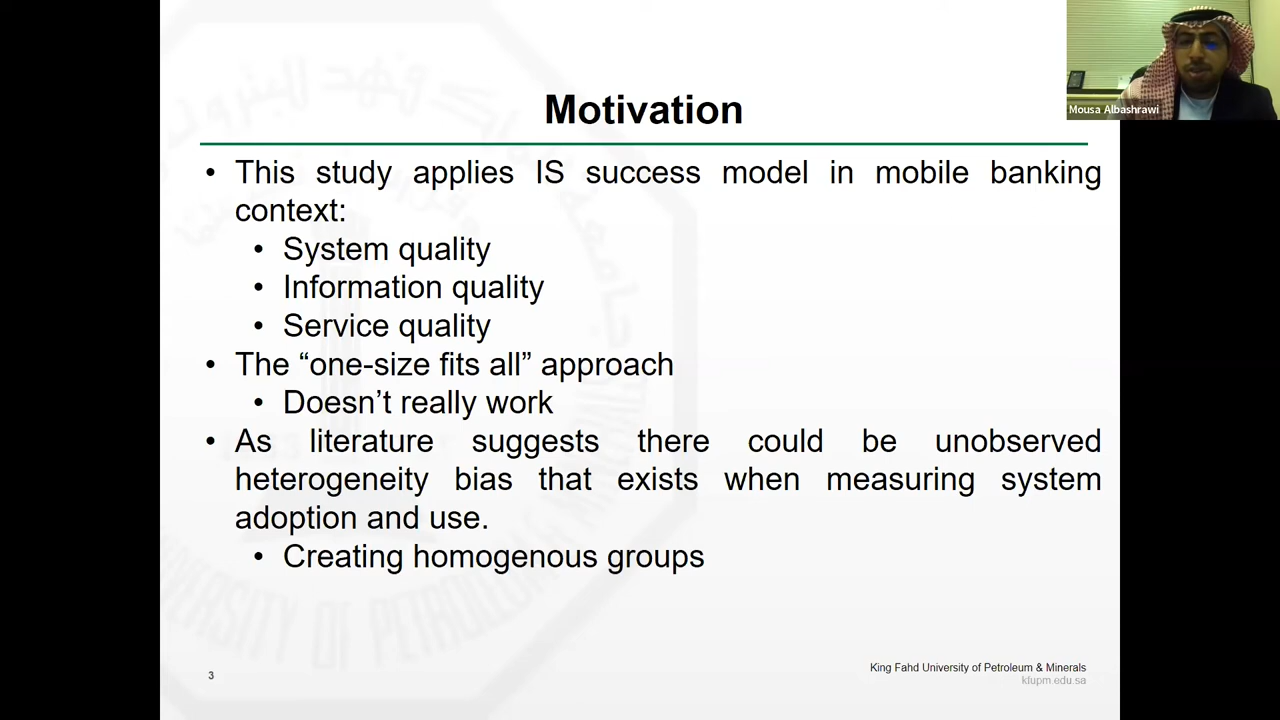 Motivation
Mousa Albashrawi
• This study applies IS success model in mobile banking
context:
• System quality
• Information quality
• Service quality
• The “one-size fits all” approach
• Doesn’t really work
• As literature suggests there could be unobserved
heterogeneity bias that exists when measuring system
adoption and use.
• Creating homogenous groups
3
King Fahd University of Petroleum & Minerals
kfupm.edu.sa